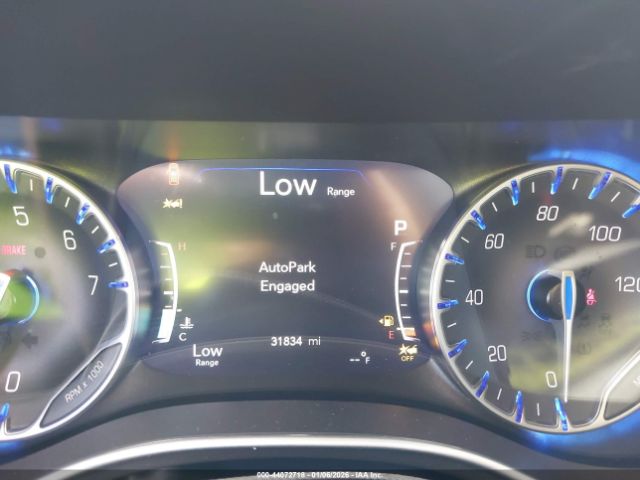 Low Range
5
6
7
0
BRAKE
RPM x 1000
H
C
P
F
E
AutoPark
Engaged
Low
Range
31834 mi
--°F
OFF
0
20
40
60
80
100
120
000-44072718 - 01/06/2026 - IAA Inc.